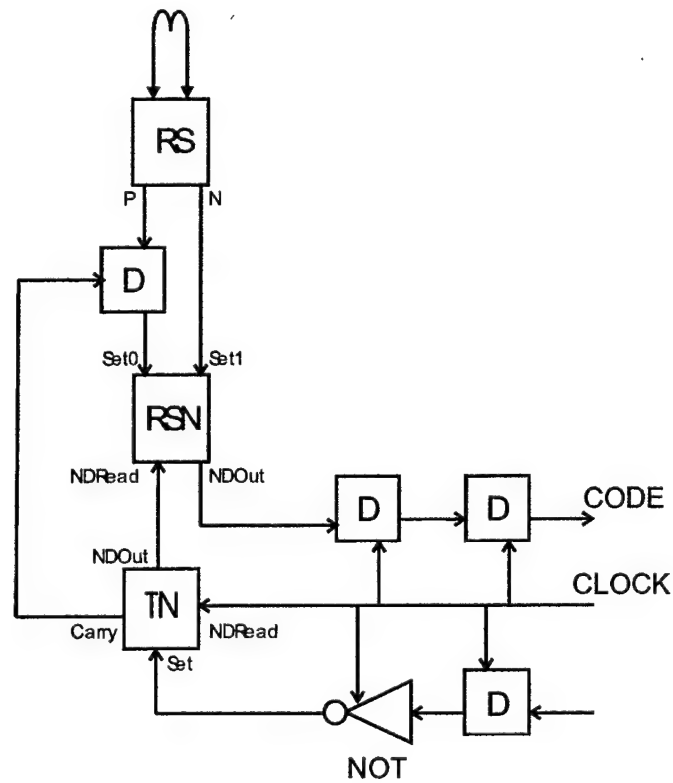 RS
P N
D
Set0 Set1
RSN
NDRead NDOut
D D CODE
NDOut
CLOCK
TN
Carry NDRead
Set
D
NOT